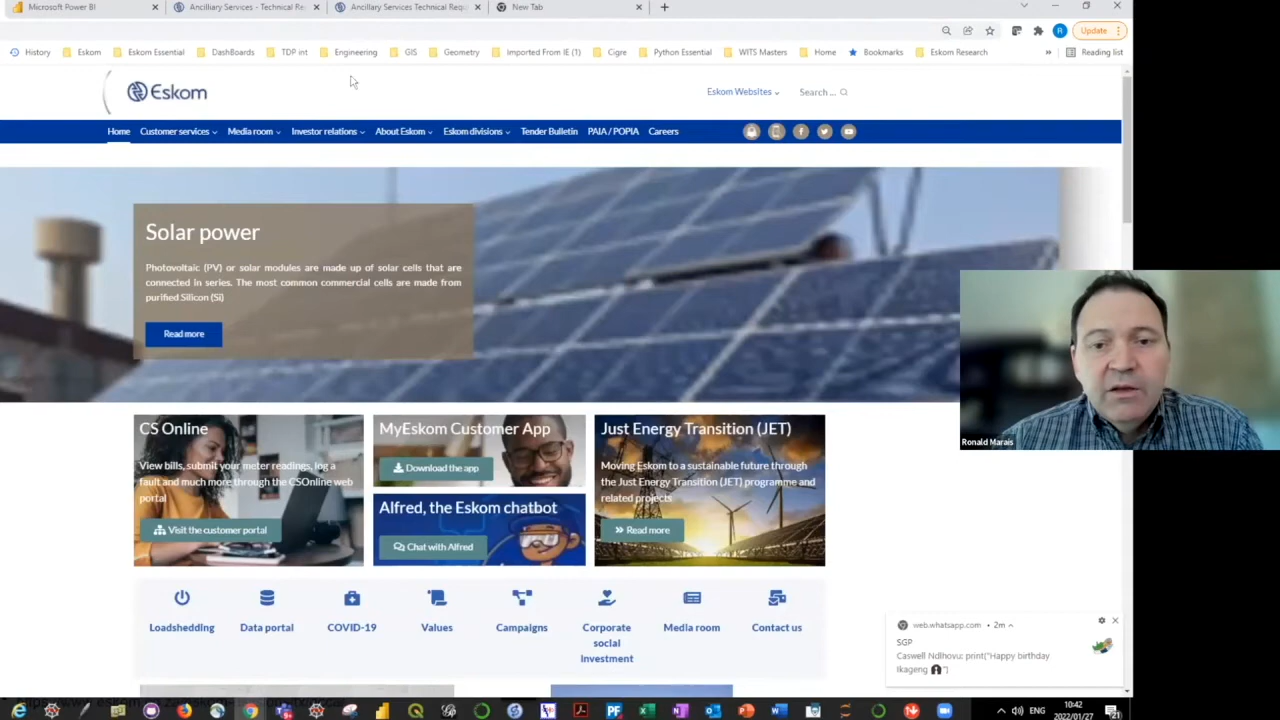 Microsoft Power BI
Ancillary Services - Technical Re
Ancillary Services Technical Requ
New Tab
Update
History
Eskom
Eskom Essential
DashBoards
TDP int
Engineering
GIS
Geometry
Imported From IE (1)
Cigre
Python Essential
WITS Masters
Home
Bookmarks
Eskom Research
»
Reading list
Eskom
Eskom Websites
Search ...
Home
Customer services
Media room
Investor relations
About Eskom
Eskom divisions
Tender Bulletin
PAIA / POPIA
Careers
Solar power
Photovoltaic (PV) or solar modules are made up of solar cells that are
connected in series. The most common commercial cells are made from
purified Silicon (Si)
Read more
CS Online
View bills, submit your meter readings, log a
fault and much more through the CSOnline web
portal
Visit the customer portal
MyEskom Customer App
Download the app
Alfred, the Eskom chatbot
Chat with Alfred
Just Energy Transition (JET)
Moving Eskom to a sustainable future through
the Just Energy Transition (JET) programme and
related projects
Read more
Ronald Marais
Loadshedding
Data portal
COVID-19
Values
Campaigns
Corporate
social
investment
Media room
Contact us
web.whatsapp.com • 2m
SGP
Caswell Ndlhovu: print("Happy birthday
Ikageng ")
ENG
10:42
2022/01/27
21